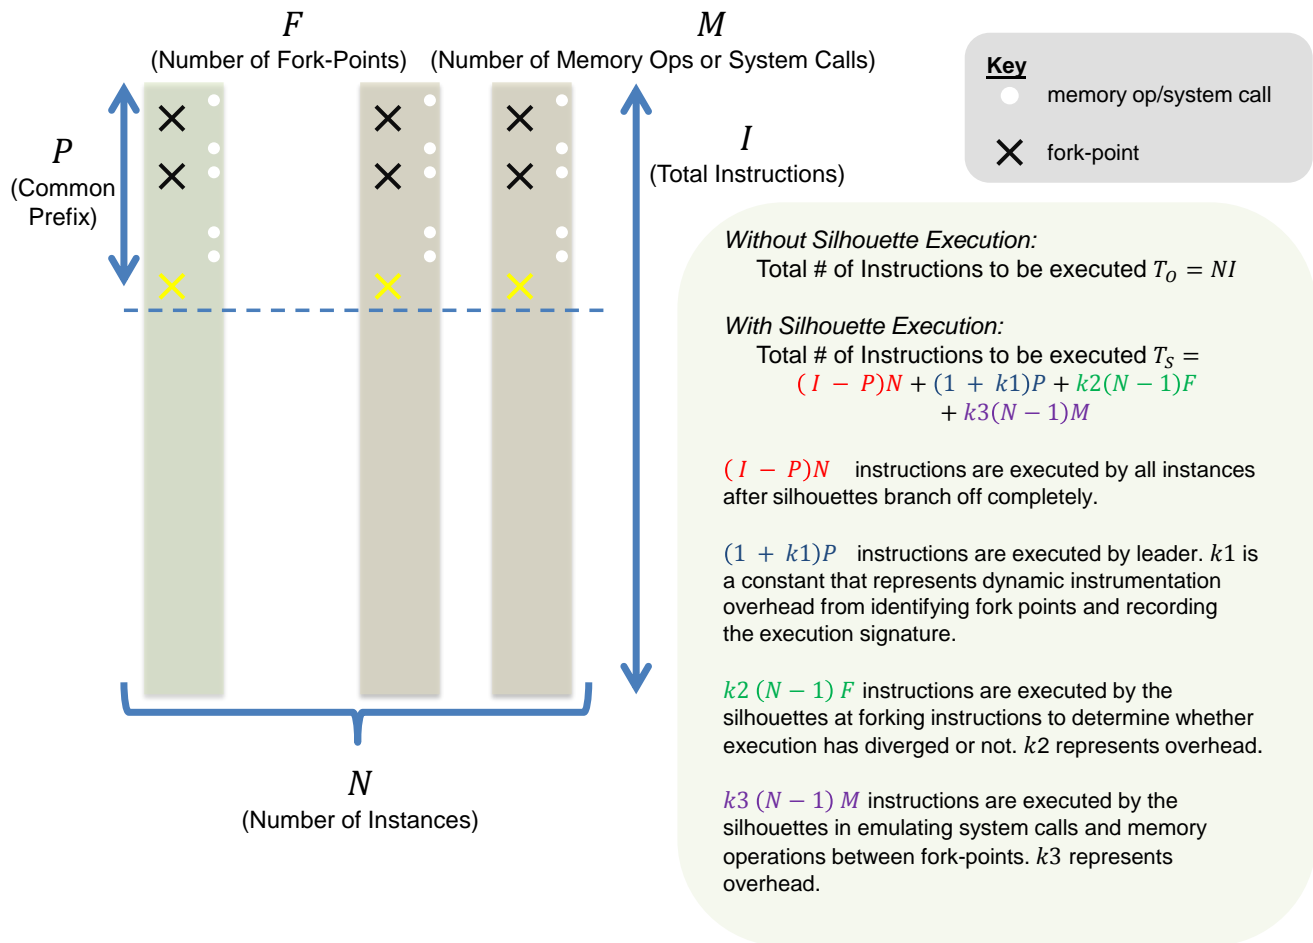 F
(Number of Fork-Points)
M
(Number of Memory Ops or System Calls)
P
(Common
Prefix)
I
(Total Instructions)
N
(Number of Instances)
Key
memory op/system call
fork-point
Without Silhouette Execution:
Total # of Instructions to be executed T_O = NI
With Silhouette Execution:
Total # of Instructions to be executed T_S =
( I − P)N + (1 + k1)P + k2(N − 1)F
+ k3(N − 1)M
( I − P)N instructions are executed by all instances
after silhouettes branch off completely.
(1 + k1)P instructions are executed by leader. k1 is
a constant that represents dynamic instrumentation
overhead from identifying fork points and recording
the execution signature.
k2 (N − 1) F instructions are executed by the
silhouettes at forking instructions to determine whether
execution has diverged or not. k2 represents overhead.
k3 (N − 1) M instructions are executed by the
silhouettes in emulating system calls and memory
operations between fork-points. k3 represents
overhead.